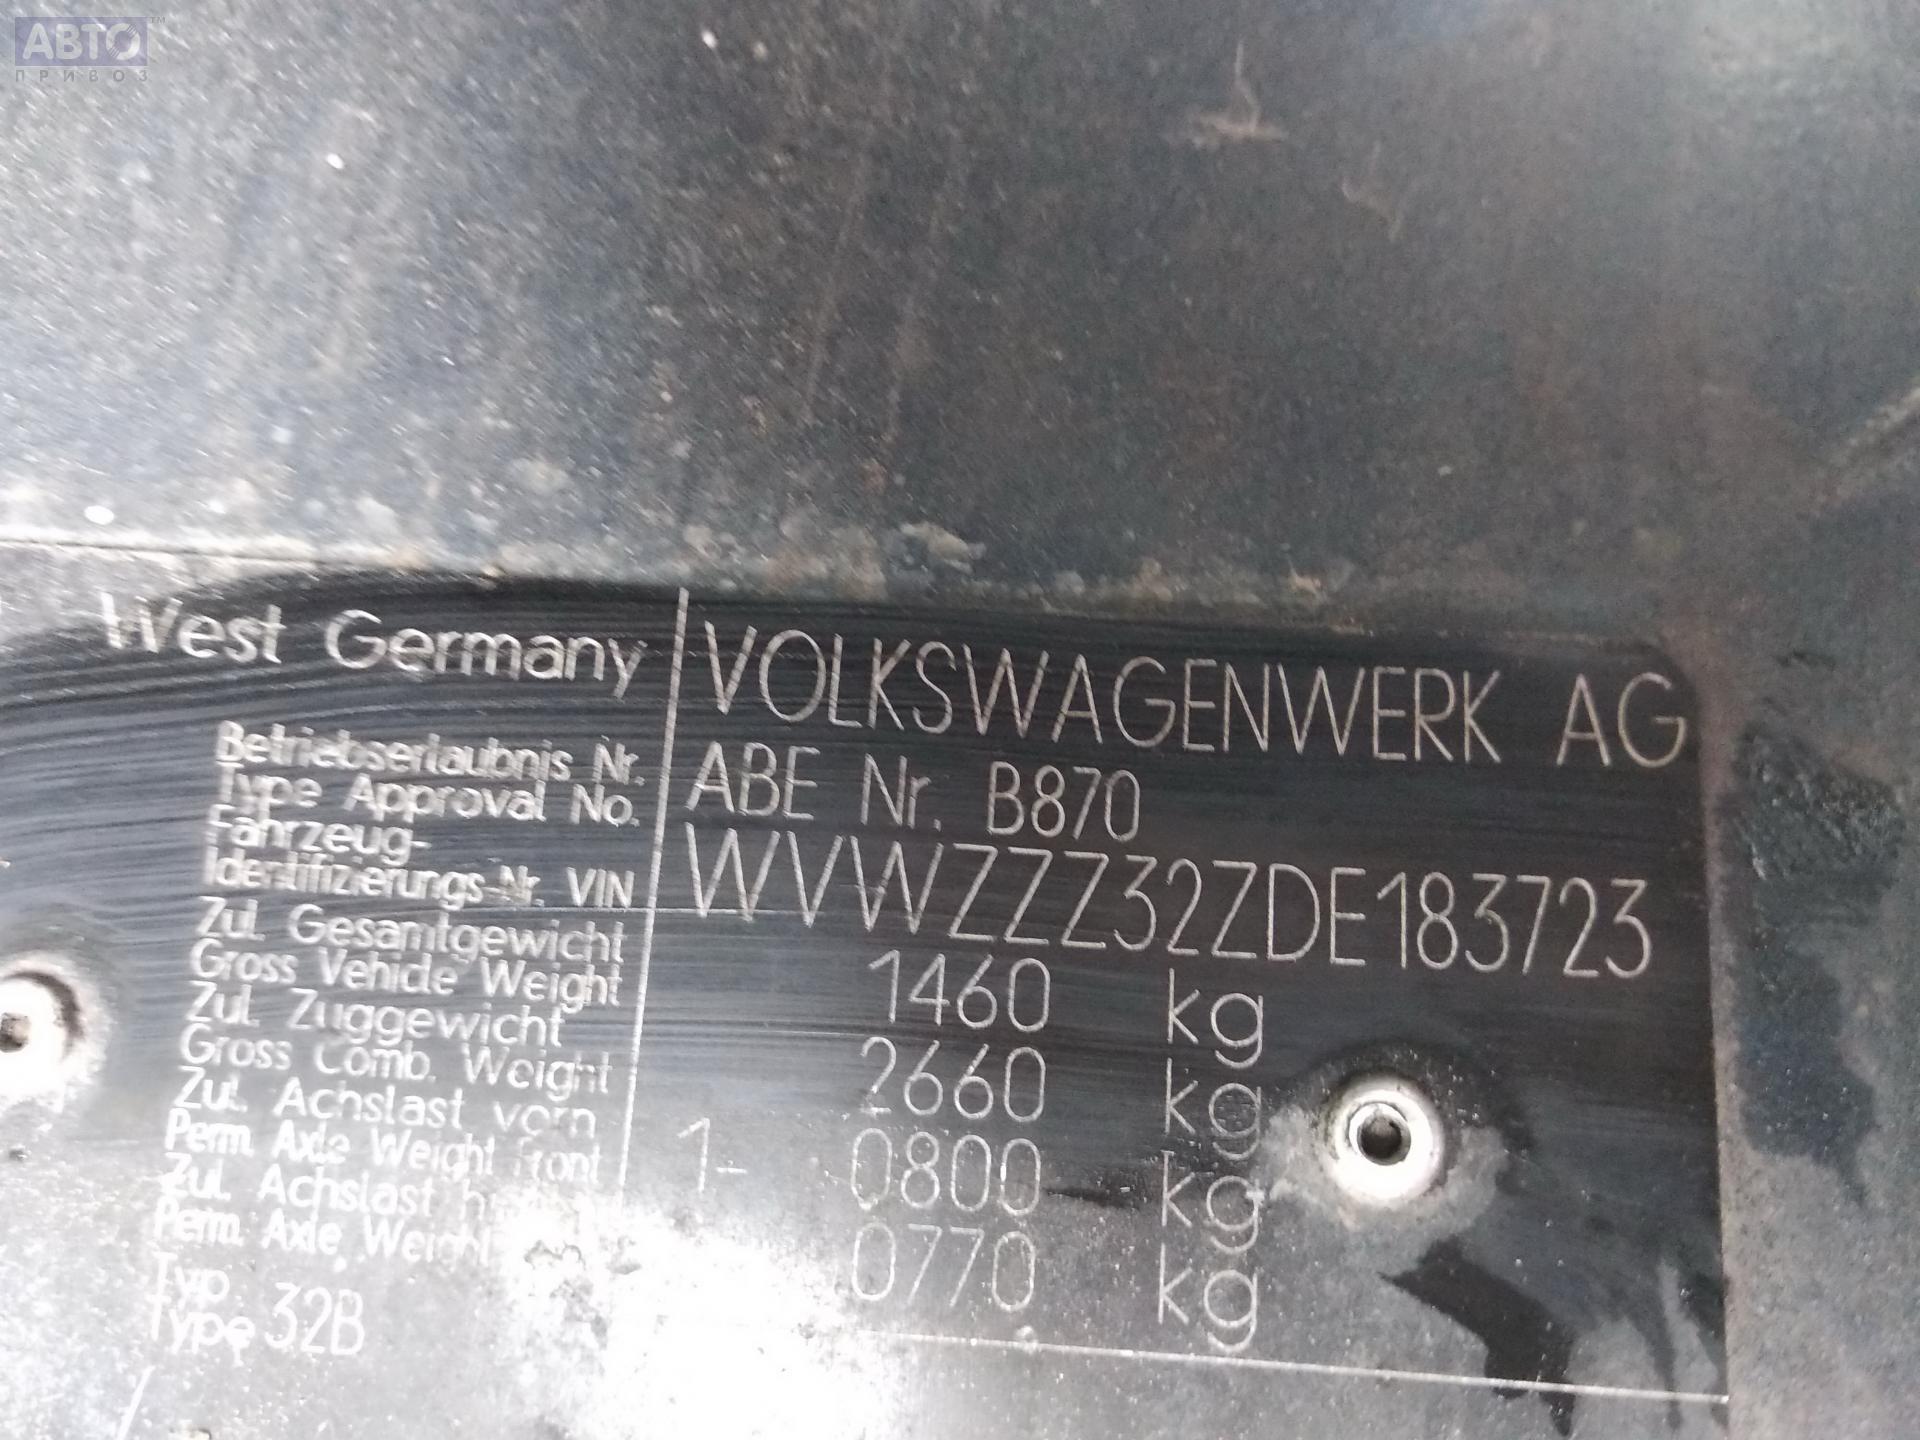 АВТО™
ПРИВОЗ
West Germany
VOLKSWAGENWERK AG
Betriebserlaubnis Nr.
Type Approval No.
ABE Nr. B870
Fahrzeug-
Identifizierungs-Nr. VIN
WVWZZZ32ZDE183723
Zul. Gesamtgewicht
Gross Vehicle Weight
1460 kg
Zul. Zuggewicht
Gross Comb. Weight
2660 kg
Zul. Achslast vorn
Perm. Axle Weight front
1- 0800 kg
Zul. Achslast
Perm. Axle Weight
0770 kg
Typ
Type 32B